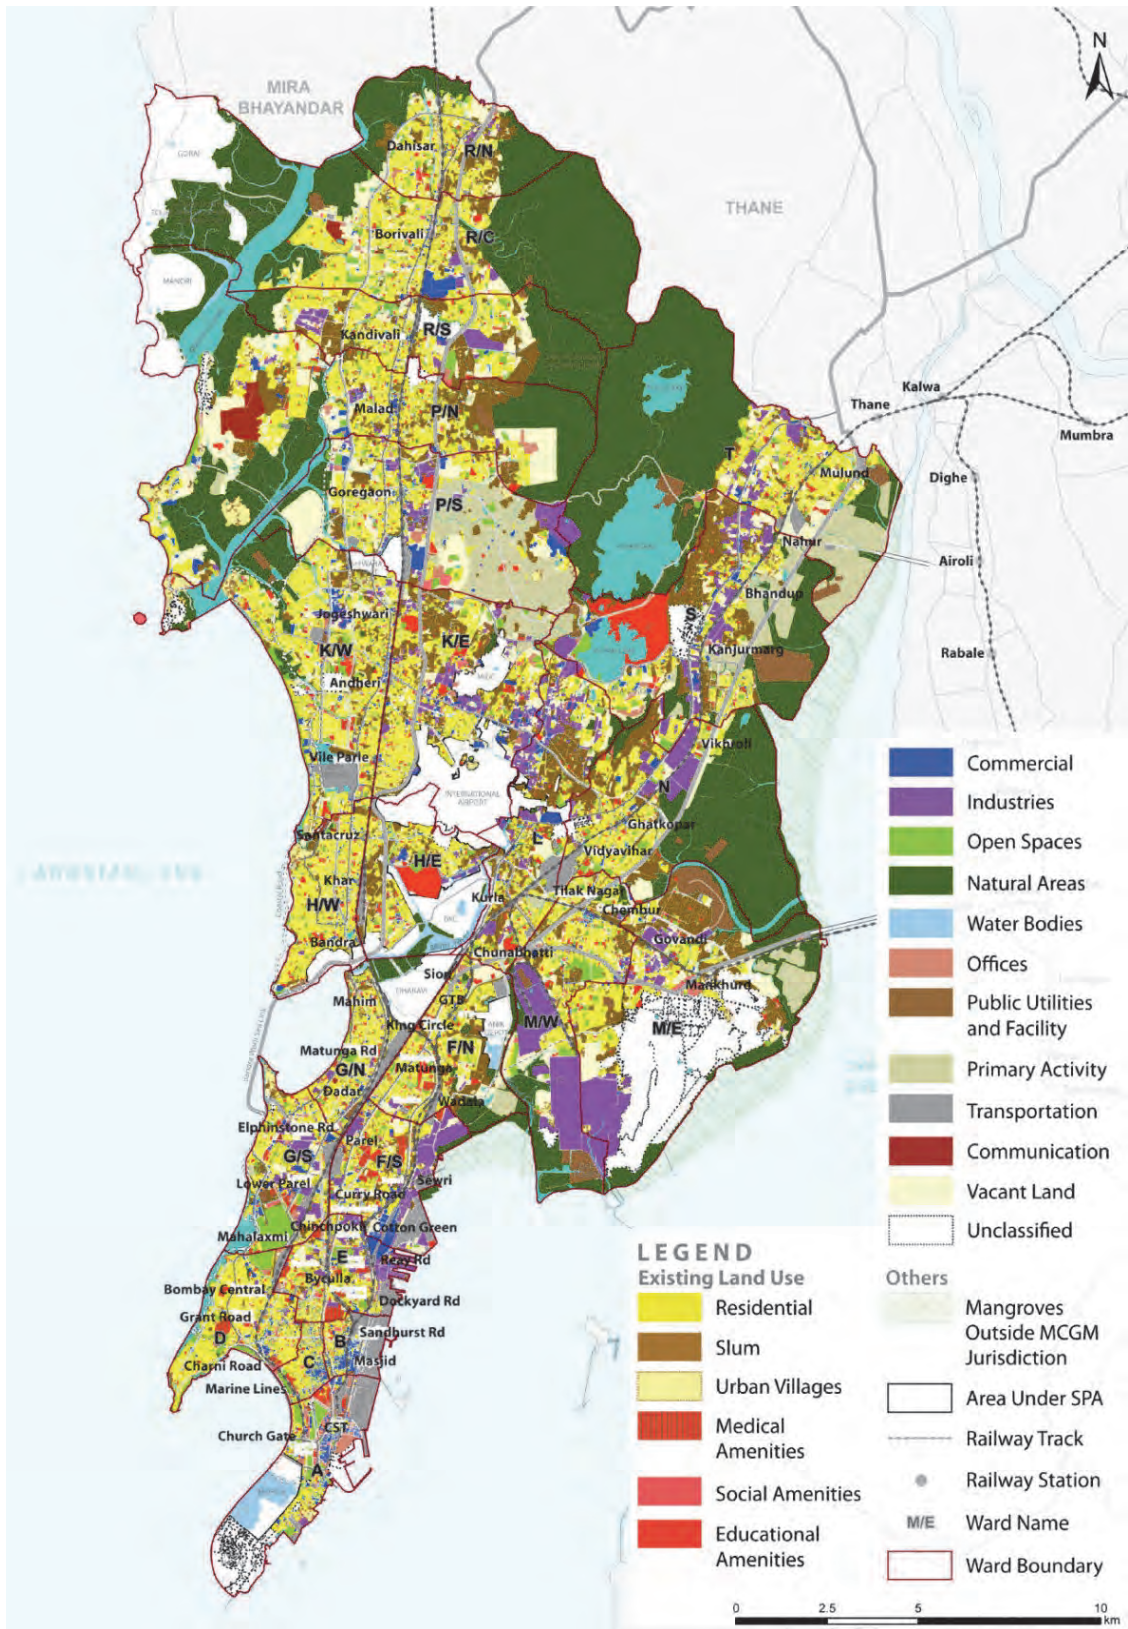 MIRA
BHAYANDAR
N
GORAI
Dahisar
R/N
THANE
Borivali
R/C
Kandivali
R/S
Malad
P/N
Kalwa
Thane
Mumbra
T
Mulund
Dighe
Goregaon
P/S
Nahur
Airoli
Bhandup
Jogeshwari
K/E
S
K/W
Kanjurmarg
Rabale
Andheri
Vikhroli
Vile Parle
INTERNATIONAL
AIRPORT
N
Santacruz
L
Ghatkopar
Vidyavihar
H/E
Khar
Kurla
Tilak Nagar
H/W
BKC
Chembur
Bandra
Govandi
Chunabhatti
Sion
DHARAVI
Mankhurd
Mahim
GTB
King Circle
M/W
M/E
F/N
Matunga Rd
G/N
Matunga
Dadar
Wadala
Elphinstone Rd
Parel
G/S
F/S
Lower Parel
Sewri
Curry Road
Chinchpokli
Cotton Green
Mahalaxmi
E
Reay Rd
Byculla
Bombay Central
Dockyard Rd
Grant Road
Sandhurst Rd
D
B
C
Masjid
Charni Road
Marine Lines
CST
Church Gate
A
Commercial
Industries
Open Spaces
Natural Areas
Water Bodies
Offices
Public Utilities
and Facility
Primary Activity
Transportation
Communication
Vacant Land
Unclassified
LEGEND
Existing Land Use
Residential
Slum
Urban Villages
Medical
Amenities
Social Amenities
Educational
Amenities
Others
Mangroves
Outside MCGM
Jurisdiction
Area Under SPA
Railway Track
Railway Station
M/E
Ward Name
Ward Boundary
0
2.5
5
10
km